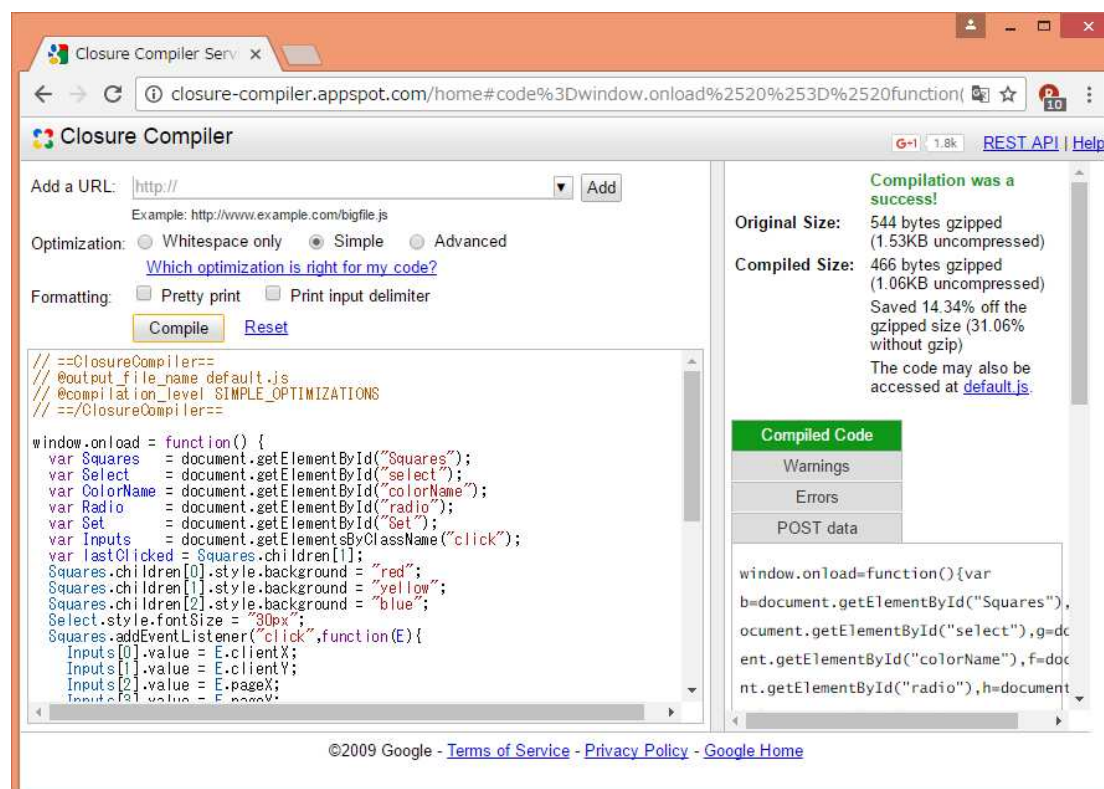 Closure Compiler Serv
closure-compiler.appspot.com/home#code%3Dwindow.onload%2520%253D%2520function(
10
Closure Compiler
G+1 1.8k REST API | Help
Add a URL: http:// Add
Example: http://www.example.com/bigfile.js
Optimization: Whitespace only Simple Advanced
Which optimization is right for my code?
Formatting: Pretty print Print input delimiter
Compile Reset
// ==ClosureCompiler==
// @output_file_name default.js
// @compilation_level SIMPLE_OPTIMIZATIONS
// ==/ClosureCompiler==
window.onload = function() {
var Squares = document.getElementById("Squares");
var Select = document.getElementById("select");
var ColorName = document.getElementById("colorName");
var Radio = document.getElementById("radio");
var Set = document.getElementById("Set");
var Inputs = document.getElementsByClassName("click");
var lastClicked = Squares.children[1];
Squares.children[0].style.background = "red";
Squares.children[1].style.background = "yellow";
Squares.children[2].style.background = "blue";
Select.style.fontSize = "30px";
Squares.addEventListener("click",function(E){
Inputs[0].value = E.clientX;
Inputs[1].value = E.clientY;
Inputs[2].value = E.pageX;
Inputs[3].value = E.pageY;
Compilation was a
success!
Original Size: 544 bytes gzipped
(1.53KB uncompressed)
Compiled Size: 466 bytes gzipped
(1.06KB uncompressed)
Saved 14.34% off the
gzipped size (31.06%
without gzip)
The code may also be
accessed at default.js.
Compiled Code
Warnings
Errors
POST data
window.onload=function(){var
b=document.getElementById("Squares"),
ocument.getElementById("select"),g=do
ent.getElementById("colorName"),f=doc
nt.getElementById("radio"),h=document
©2009 Google - Terms of Service - Privacy Policy - Google Home